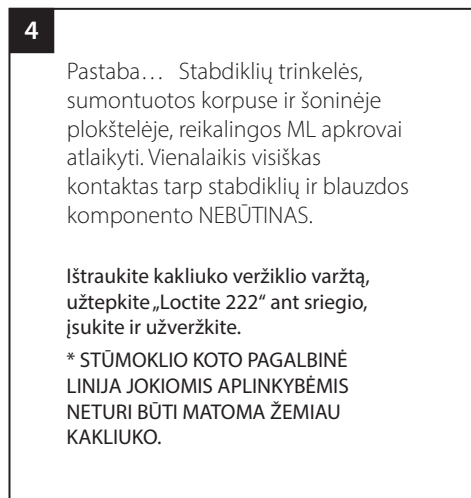 4
Pastaba… Stabdiklių trinkelės,
sumontuotos korpuse ir šoninėje
plokštelėje, reikalingos ML apkrovai
atlaikyti. Vienalaikis visiškas
kontaktas tarp stabdiklių ir blauzdos
komponento NEBŪTINAS.
Ištraukite kakliuko veržiklio varžtą,
užtepkite „Loctite 222“ ant sriegio,
įsukite ir užveržkite.
* STŪMOKLIO KOTO PAGALBINĖ
LINIJA JOKIOMIS APLINKYBĖMIS
NETURI BŪTI MATOMA ŽEMIAU
KAKLIUKO.